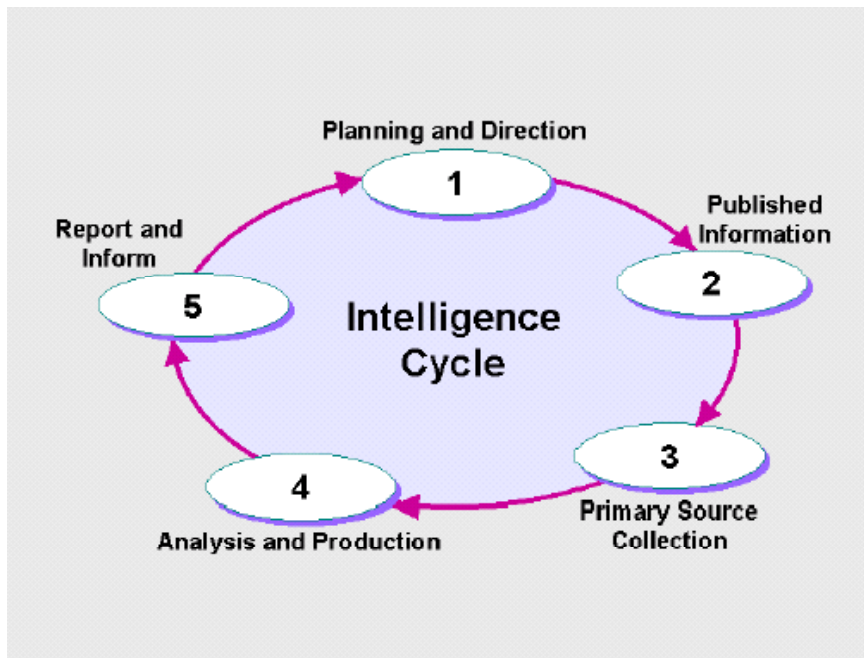 Planning and Direction
1
Published
Information
2
3
Primary Source
Collection
4
Analysis and Production
Report and
Inform
5
Intelligence
Cycle